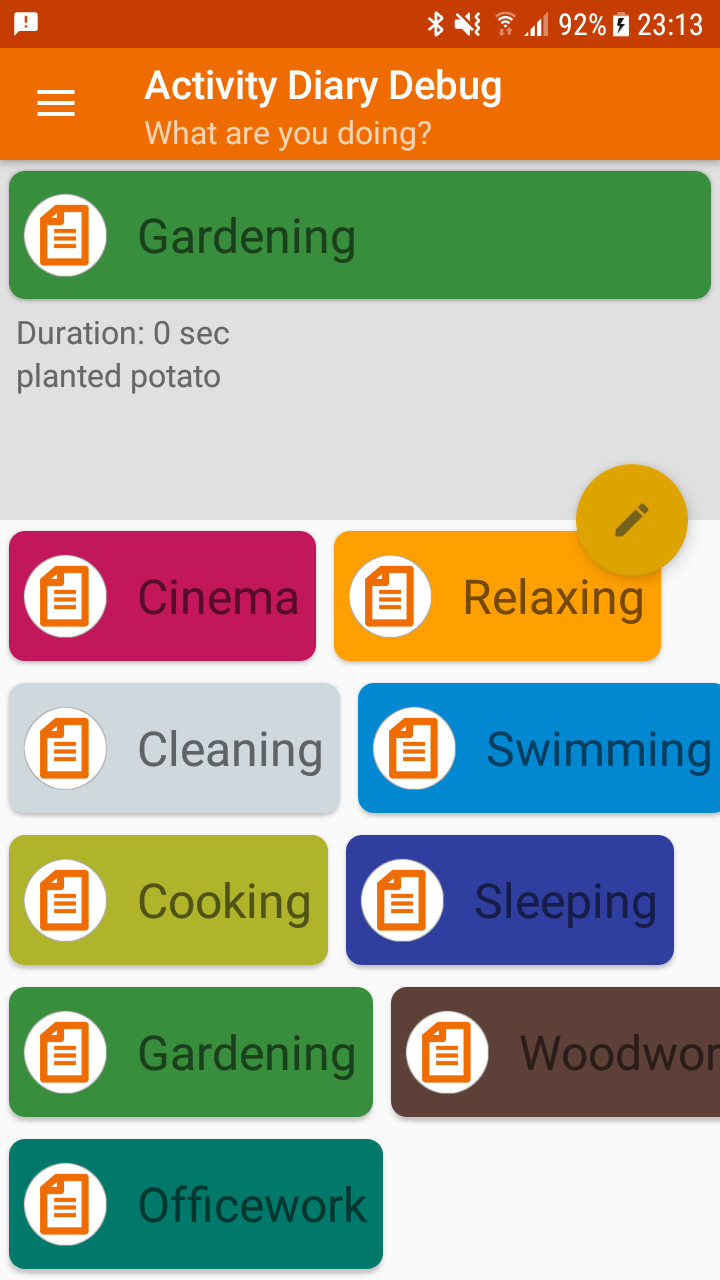 92% 23:13
Activity Diary Debug
What are you doing?
Gardening
Duration: 0 sec
planted potato
Cinema Relaxing
Cleaning Swimming
Cooking Sleeping
Gardening Woodwor
Officework